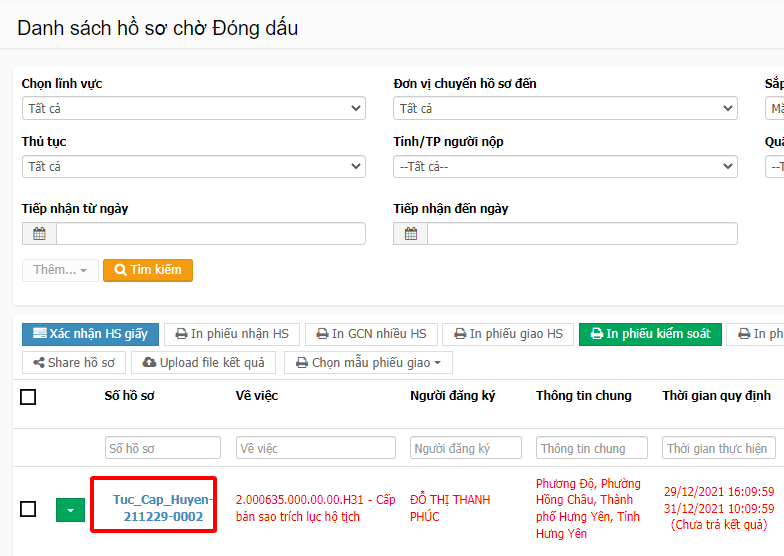 Danh sách hồ sơ chờ Đóng dấu
Chọn lĩnh vực
Đơn vị chuyển hồ sơ đến
Tất cả
Tất cả
Thủ tục
Tỉnh/TP người nộp
Tất cả
--Tất cả--
Tiếp nhận từ ngày
Tiếp nhận đến ngày
Thêm...
Tìm kiếm
Xác nhận HS giấy
In phiếu nhận HS
In GCN nhiều HS
In phiếu giao HS
In phiếu kiểm soát
Share hồ sơ
Upload file kết quả
Chọn mẫu phiếu giao
Số hồ sơ
Về việc
Người đăng ký
Thông tin chung
Thời gian quy định
Số hồ sơ
Về việc
Người đăng ký
Thông tin chung
Thời gian thực hiện
Tuc_Cap_Huyen-
211229-0002
2.000635.000.00.00.H31 - Cấp
bản sao trích lục hộ tịch
ĐỖ THỊ THANH
PHÚC
Phương Độ, Phường
Hồng Châu, Thành
phố Hưng Yên, Tỉnh
Hưng Yên
29/12/2021 16:09:59
31/12/2021 10:09:59
(Chưa trả kết quả)